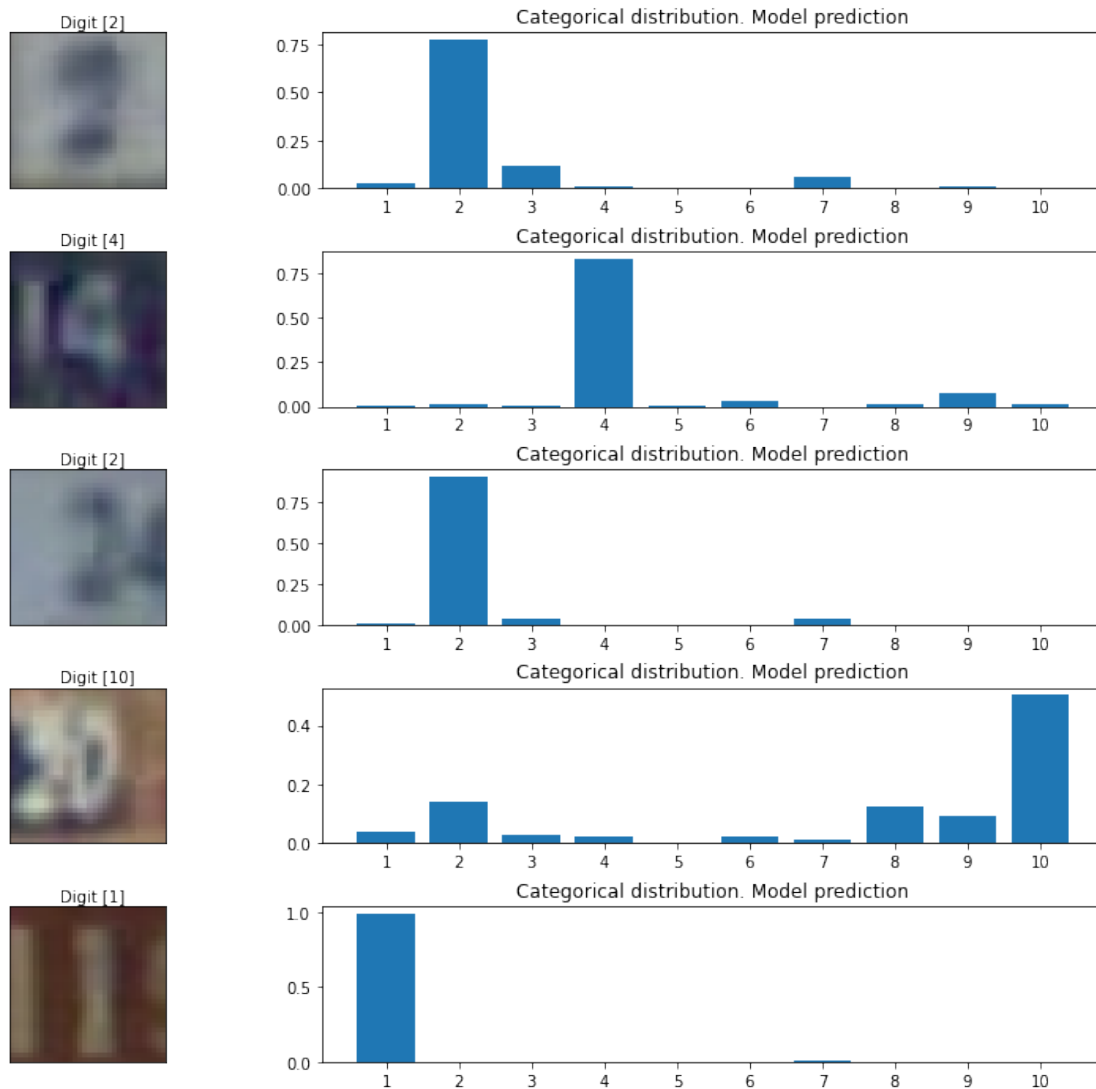 Digit [2]
Categorical distribution. Model prediction
0.75
0.50
0.25
0.00
1 2 3 4 5 6 7 8 9 10
Digit [4]
Categorical distribution. Model prediction
0.75
0.50
0.25
0.00
1 2 3 4 5 6 7 8 9 10
Digit [2]
Categorical distribution. Model prediction
0.75
0.50
0.25
0.00
1 2 3 4 5 6 7 8 9 10
Digit [10]
Categorical distribution. Model prediction
0.4
0.2
0.0
1 2 3 4 5 6 7 8 9 10
Digit [1]
Categorical distribution. Model prediction
1.0
0.5
0.0
1 2 3 4 5 6 7 8 9 10